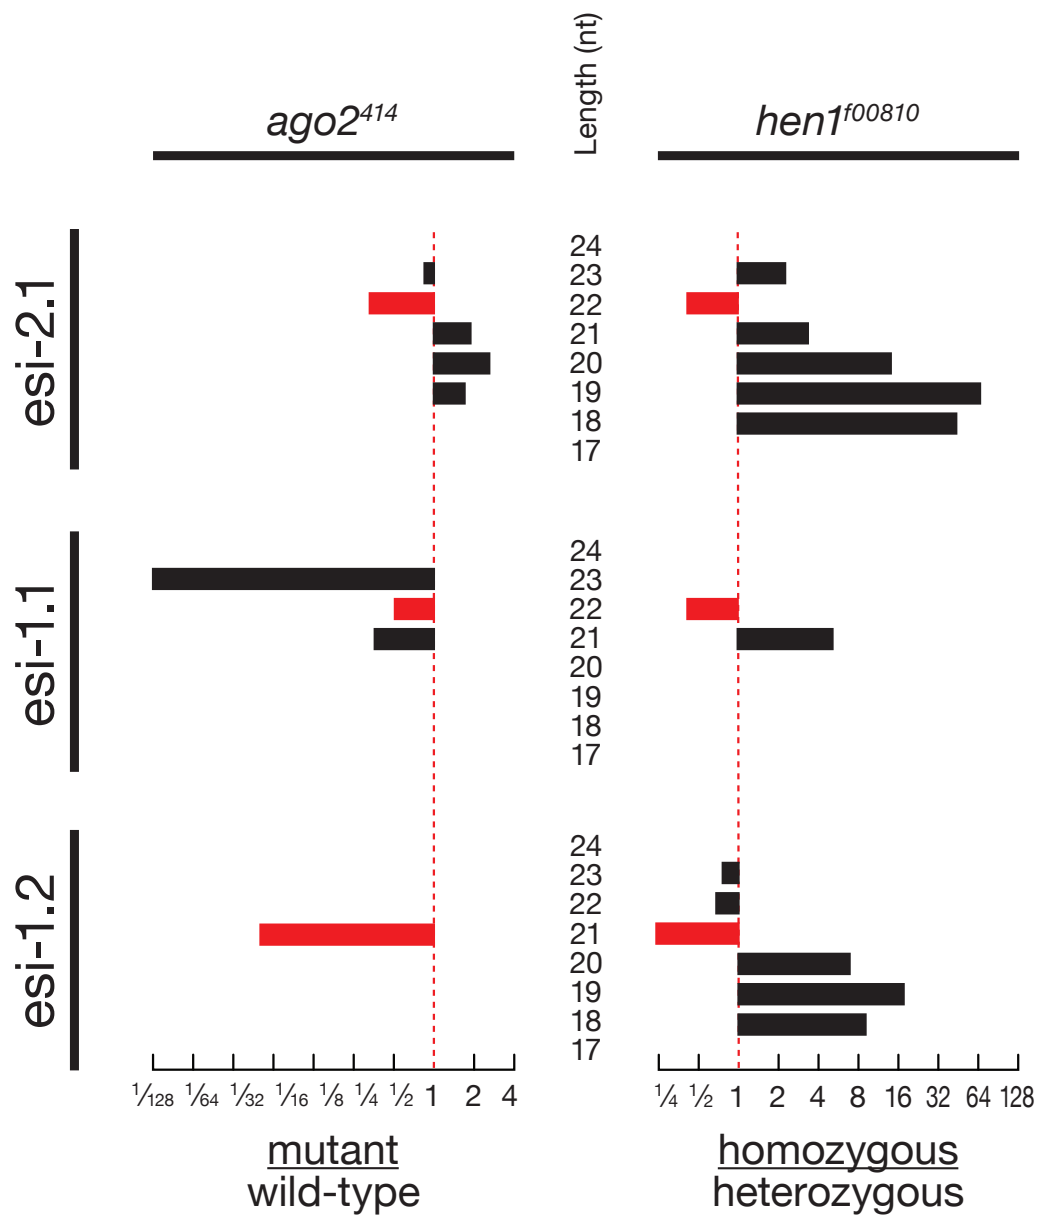 Length (nt)
ago2⁴¹⁴
hen1ᶠ⁰⁰⁸¹⁰
esi-2.1
24
23
22
21
20
19
18
17
esi-1.1
24
23
22
21
20
19
18
17
esi-1.2
24
23
22
21
20
19
18
17
1/128 1/64 1/32 1/16 1/8 1/4 1/2 1 2 4
1/4 1/2 1 2 4 8 16 32 64 128
mutant
wild-type
homozygous
heterozygous